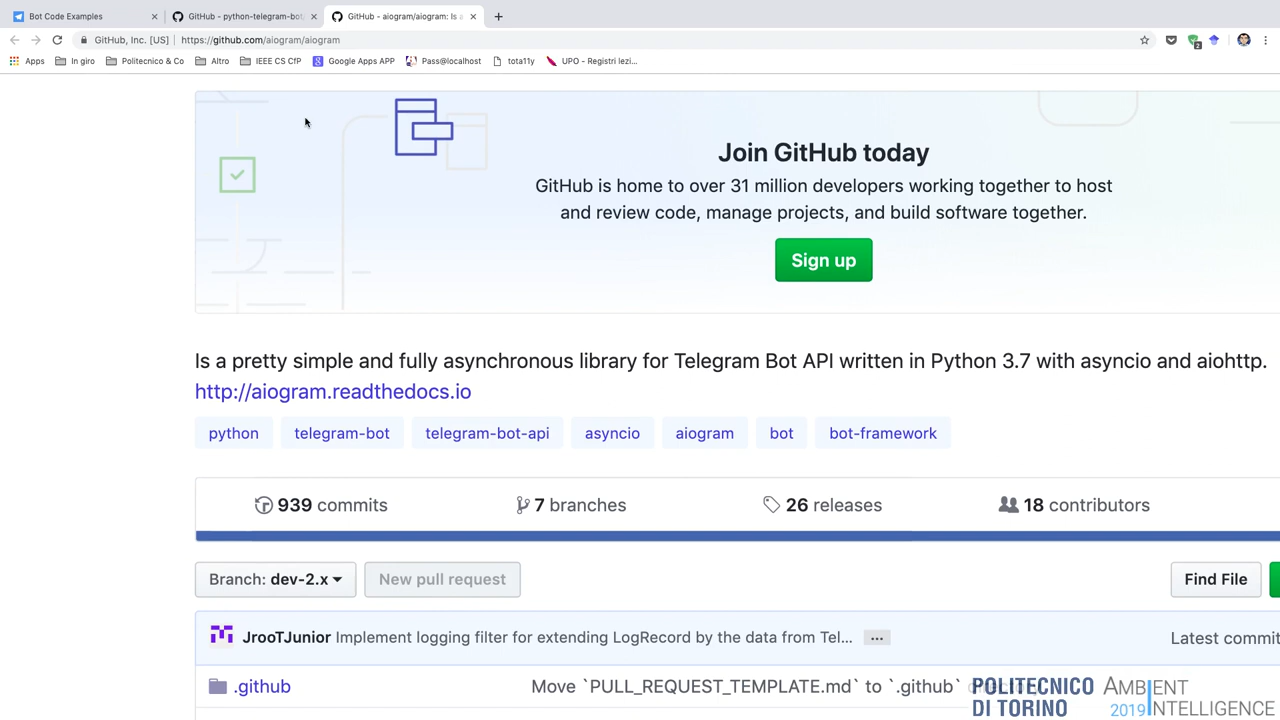 Bot Code Examples
GitHub - python-telegram-bot
GitHub - aiogram/aiogram: Is a
GitHub, Inc. [US] | https://github.com/aiogram/aiogram
2
Apps In giro Politecnico & Co Altro IEEE CS CfP Google Apps APP Pass@localhost tota11y UPO - Registri lezi...
Join GitHub today
GitHub is home to over 31 million developers working together to host
and review code, manage projects, and build software together.
Sign up
Is a pretty simple and fully asynchronous library for Telegram Bot API written in Python 3.7 with asyncio and aiohttp.
http://aiogram.readthedocs.io
python telegram-bot telegram-bot-api asyncio aiogram bot bot-framework
939 commits 7 branches 26 releases 18 contributors
Branch: dev-2.x New pull request Find File
JrooTJunior Implement logging filter for extending LogRecord by the data from Tel... ... Latest commit
.github Move `PULL_REQUEST_TEMPLATE.md` to `.github`
POLITECNICO
DI TORINO
AMBIENT
2019 INTELLIGENCE